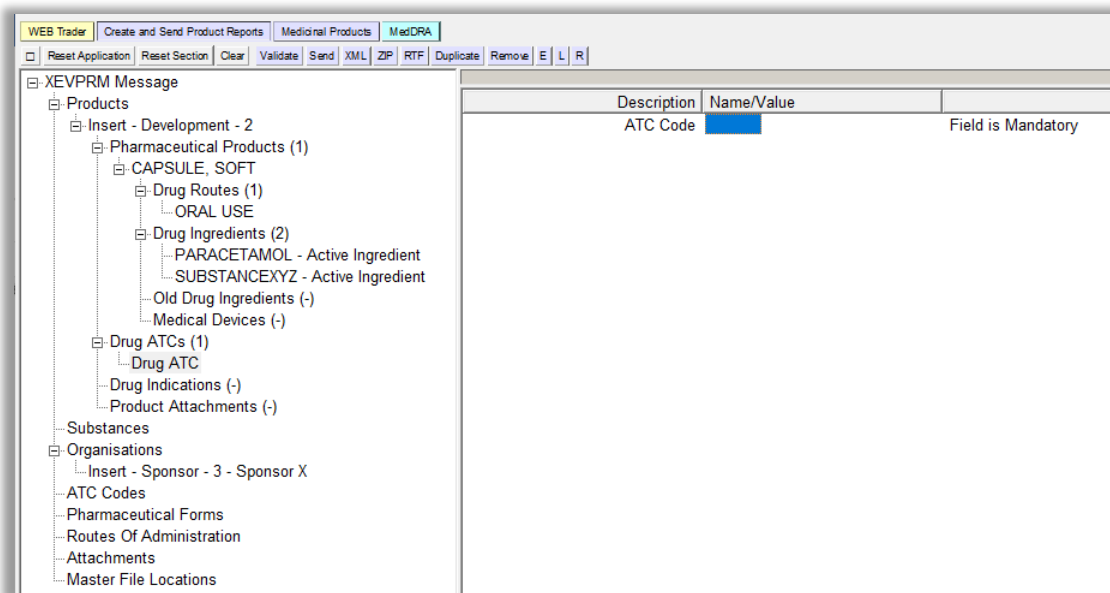 WEB Trader Create and Send Product Reports Medicinal Products MedDRA
Reset Application Reset Section Clear Validate Send XML ZIP RTF Duplicate Remove E L R
XEVPRM Message
Products
Insert - Development - 2
Pharmaceutical Products (1)
CAPSULE, SOFT
Drug Routes (1)
ORAL USE
Drug Ingredients (2)
PARACETAMOL - Active Ingredient
SUBSTANCEXYZ - Active Ingredient
Old Drug Ingredients (-)
Medical Devices (-)
Drug ATCs (1)
Drug ATC
Drug Indications (-)
Product Attachments (-)
Substances
Organisations
Insert - Sponsor - 3 - Sponsor X
ATC Codes
Pharmaceutical Forms
Routes Of Administration
Attachments
Master File Locations
Description Name/Value
ATC Code Field is Mandatory